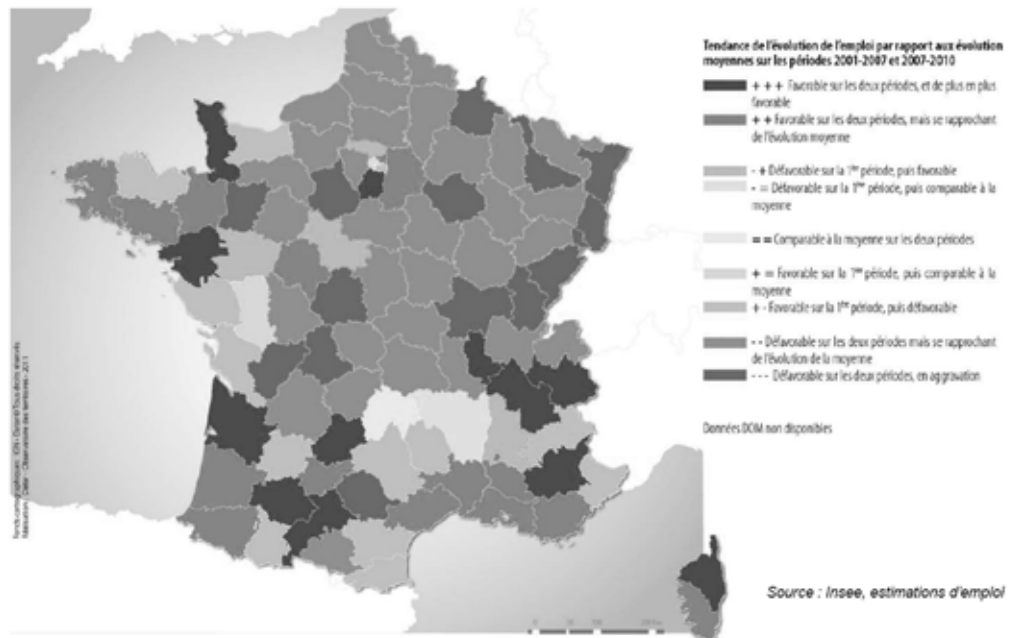 Tendance de l'évolution de l'emploi par rapport aux évolution
moyennes sur les périodes 2001-2007 et 2007-2010
+ + + Favorable sur les deux périodes, et de plus en plus
favorable
+ + Favorable sur les deux périodes, mais se rapprochant
de l'évolution moyenne
- + Défavorable sur la 1ère période, puis favorable
- = Défavorable sur la 1ère période, puis comparable à la
moyenne
= = Comparable à la moyenne sur les deux périodes
+ = Favorable sur la 1ère période, puis comparable à la
moyenne
+ - Favorable sur la 1ère période, puis défavorable
- - Défavorable sur les deux périodes mais se rapprochant
de l'évolution de la moyenne
- - - Défavorable sur les deux périodes, en aggravation
Données DOM non disponibles
Source : Insee, estimations d'emploi